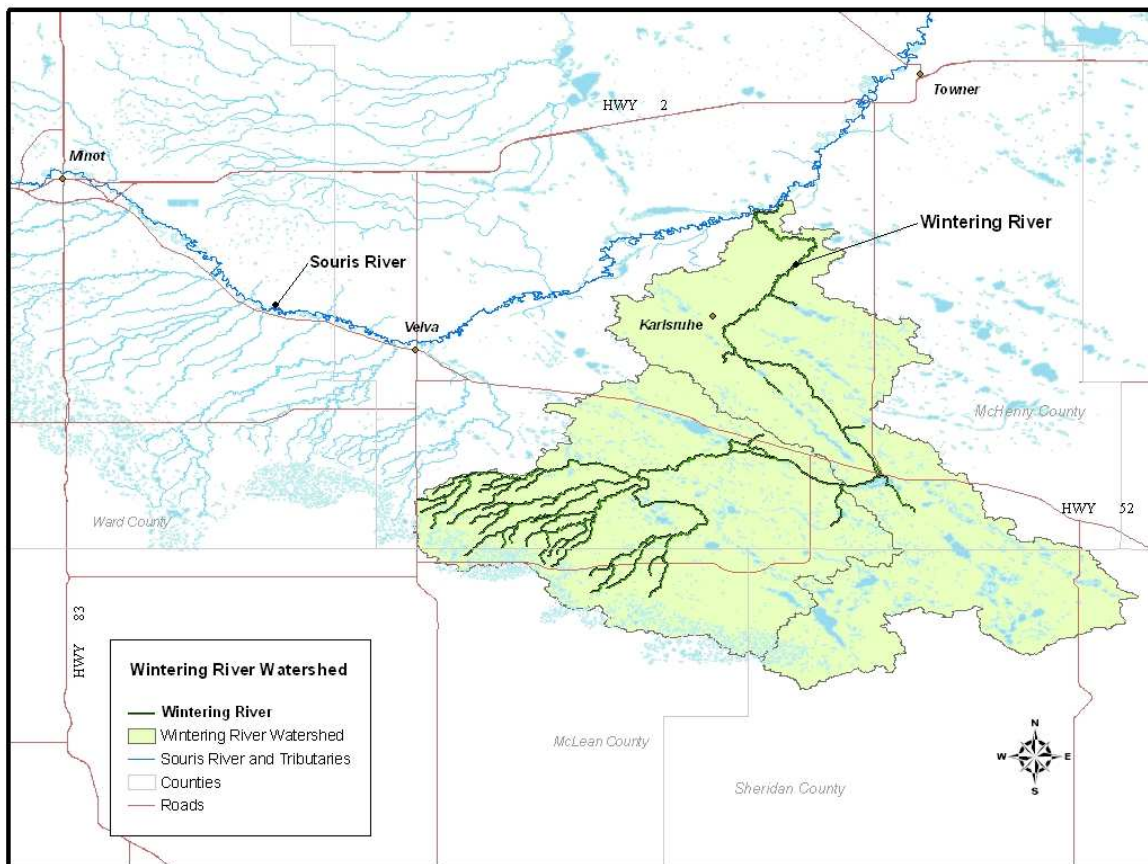 Towner
HWY 2
Minot
Wintering River
Souris River
Karlsruhe
Velva
McHenry County
Ward County
HWY 52
HWY 83
Wintering River Watershed
Wintering River
Wintering River Watershed
Souris River and Tributaries
Counties
Roads
McLean County
Sheridan County
N
W E
S